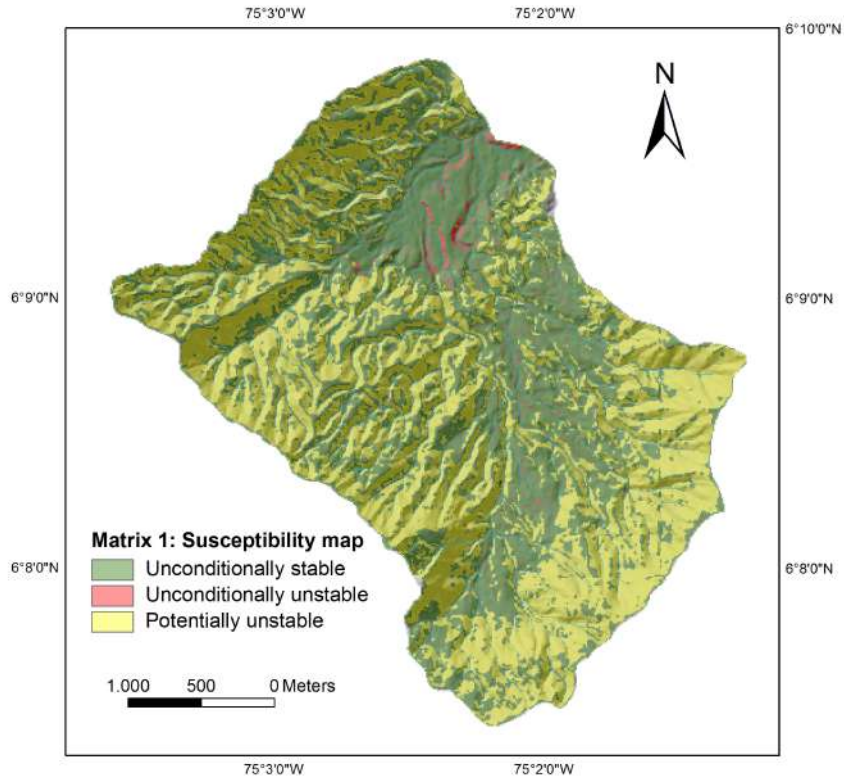 75°3'0"W 75°2'0"W
6°10'0"N
N
6°9'0"N 6°9'0"N
Matrix 1: Susceptibility map
Unconditionally stable
Unconditionally unstable
Potentially unstable
6°8'0"N 6°8'0"N
1.000 500 0 Meters
75°3'0"W 75°2'0"W